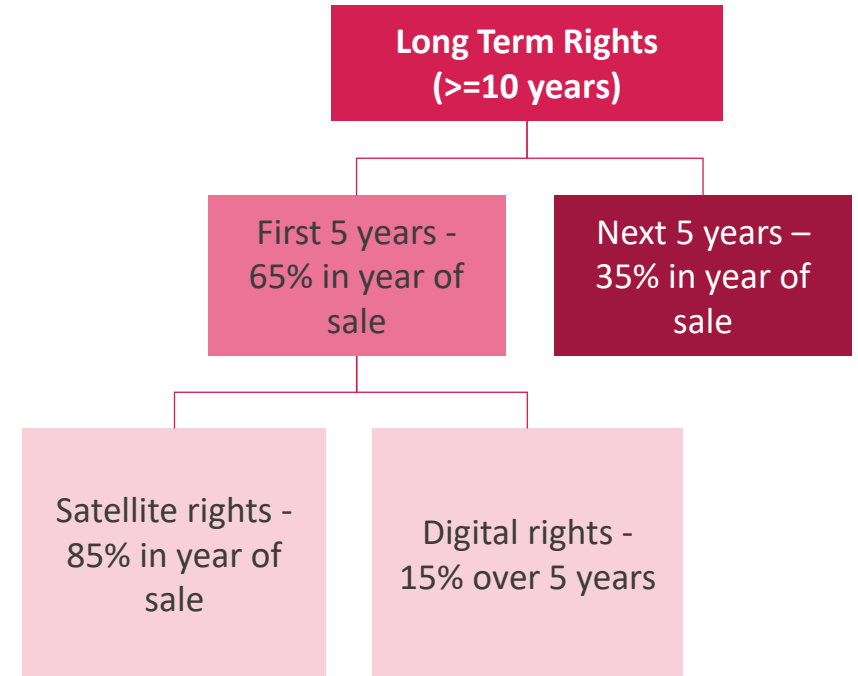 Long Term Rights
(>=10 years)
First 5 years -
65% in year of
sale
Next 5 years –
35% in year of
sale
Satellite rights -
85% in year of
sale
Digital rights -
15% over 5 years